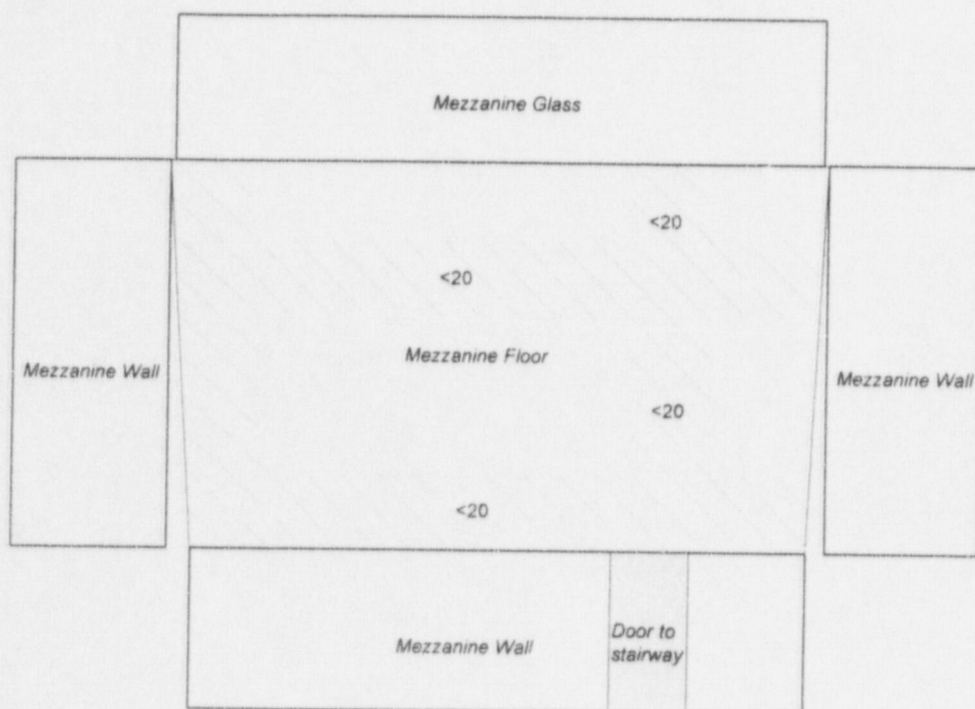 Mezzanine Glass
<20
<20
Mezzanine Wall
Mezzanine Floor
Mezzanine Wall
<20
<20
Mezzanine Wall
Door to
stairway